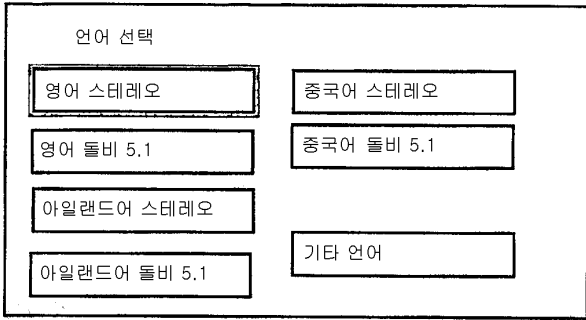 언어 선택
영어 스테레오
영어 돌비 5.1
아일랜드어 스테레오
아일랜드어 돌비 5.1
중국어 스테레오
중국어 돌비 5.1
기타 언어